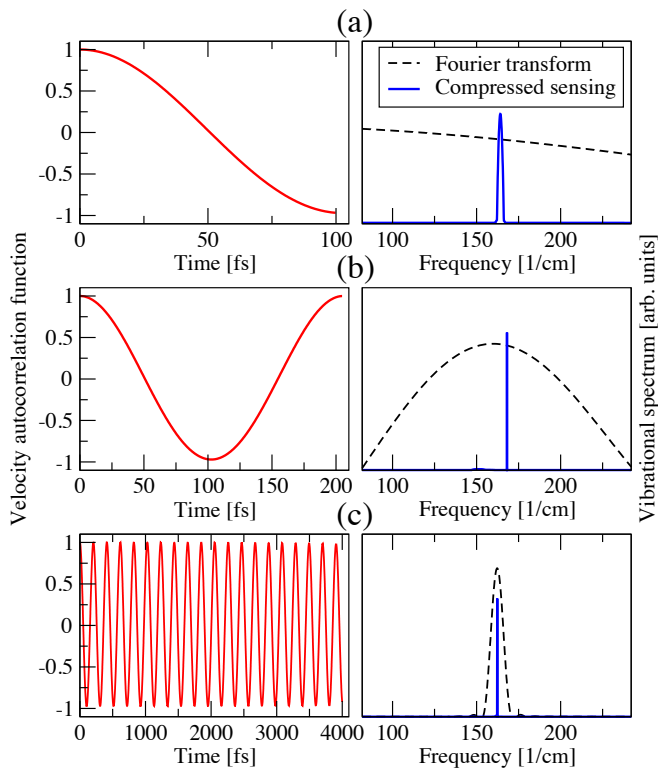 (a)
1
0.5
0
-0.5
-1
0 50 100
Time [fs]
Fourier transform
Compressed sensing
100 150 200
Frequency [1/cm]
(b)
1
0.5
0
-0.5
-1
0 50 100 150 200
Time [fs]
100 150 200
Frequency [1/cm]
(c)
1
0.5
0
-0.5
-1
0 1000 2000 3000 4000
Time [fs]
100 150 200
Frequency [1/cm]
Velocity autocorrelation function
Vibrational spectrum [arb. units]